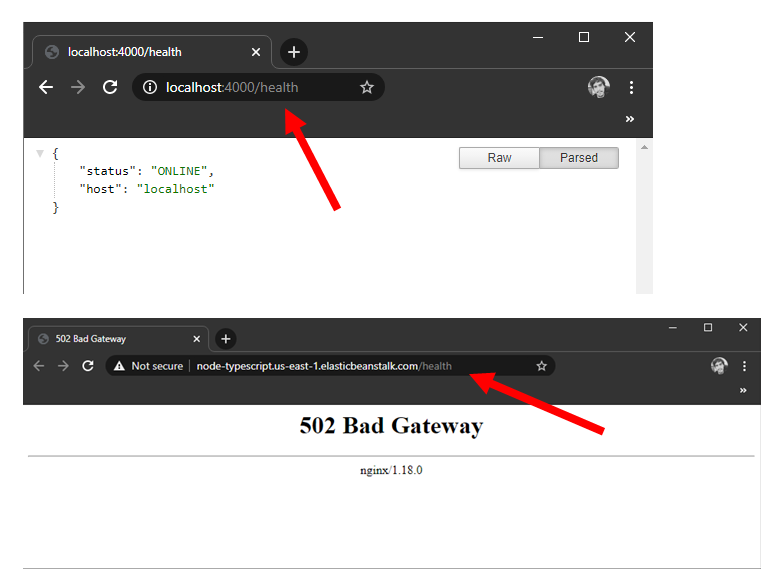 localhost:4000/health
localhost:4000/health
Raw Parsed
{
"status": "ONLINE",
"host": "localhost"
}
502 Bad Gateway
Not secure node-typescript.us-east-1.elasticbeanstalk.com/health
502 Bad Gateway
nginx/1.18.0